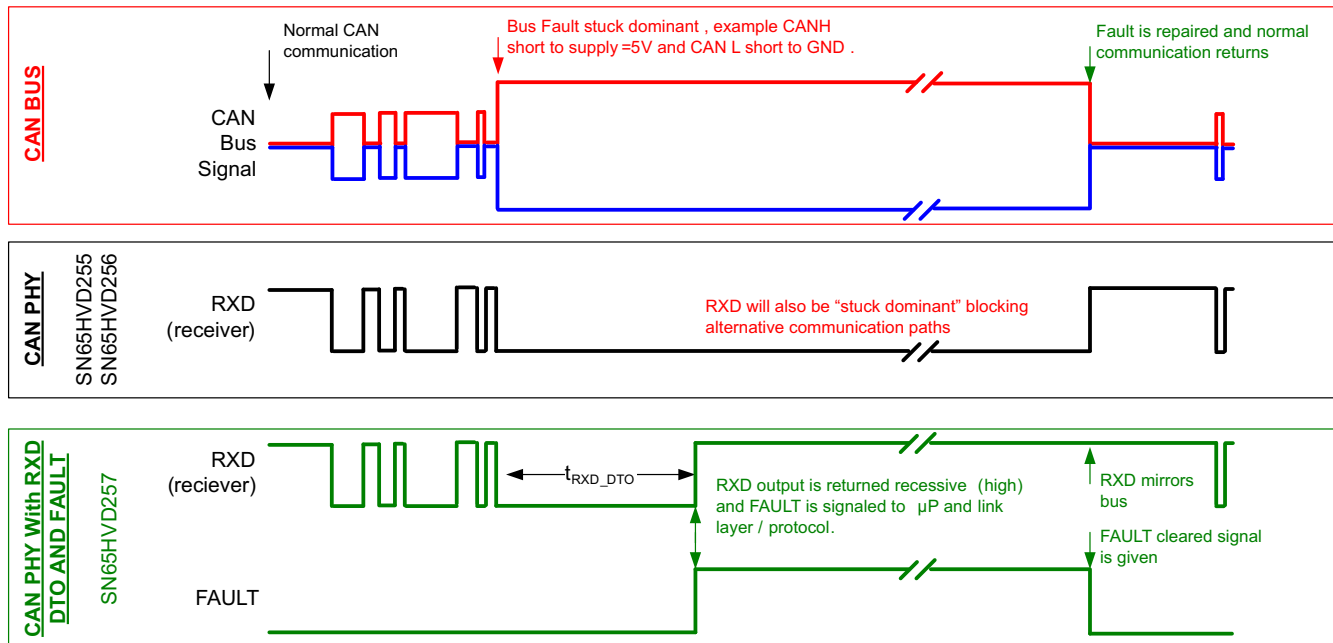 CAN BUS
Normal CAN
communication
Bus Fault stuck dominant , example CANH
short to supply =5V and CAN L short to GND .
Fault is repaired and normal
communication returns
CAN
Bus
Signal
CAN PHY
SN65HVD255
SN65HVD256
RXD
(receiver)
RXD will also be “stuck dominant” blocking
alternative communication paths
CAN PHY With RXD
DTO AND FAULT
SN65HVD257
RXD
(reciever)
tRXD_DTO
RXD output is returned recessive (high)
and FAULT is signaled to µP and link
layer / protocol.
RXD mirrors
bus
FAULT cleared signal
is given
FAULT